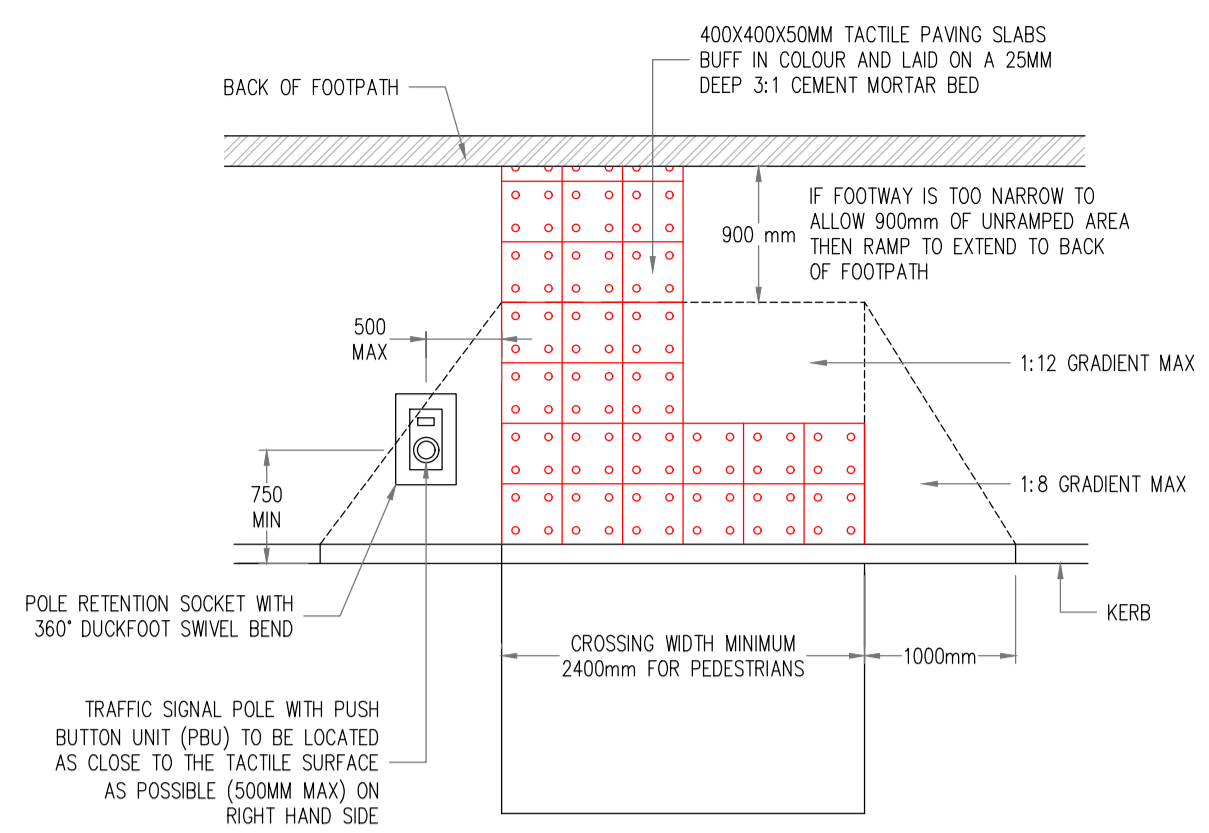 400X400X50MM TACTILE PAVING SLABS
BUFF IN COLOUR AND LAID ON A 25MM
DEEP 3:1 CEMENT MORTAR BED
BACK OF FOOTPATH
900 mm
IF FOOTWAY IS TOO NARROW TO
ALLOW 900mm OF UNRAMPED AREA
THEN RAMP TO EXTEND TO BACK
OF FOOTPATH
500
MAX
1:12 GRADIENT MAX
1:8 GRADIENT MAX
750
MIN
POLE RETENTION SOCKET WITH
360° DUCKFOOT SWIVEL BEND
KERB
CROSSING WIDTH MINIMUM
2400mm FOR PEDESTRIANS
1000mm
TRAFFIC SIGNAL POLE WITH PUSH
BUTTON UNIT (PBU) TO BE LOCATED
AS CLOSE TO THE TACTILE SURFACE
AS POSSIBLE (500MM MAX) ON
RIGHT HAND SIDE